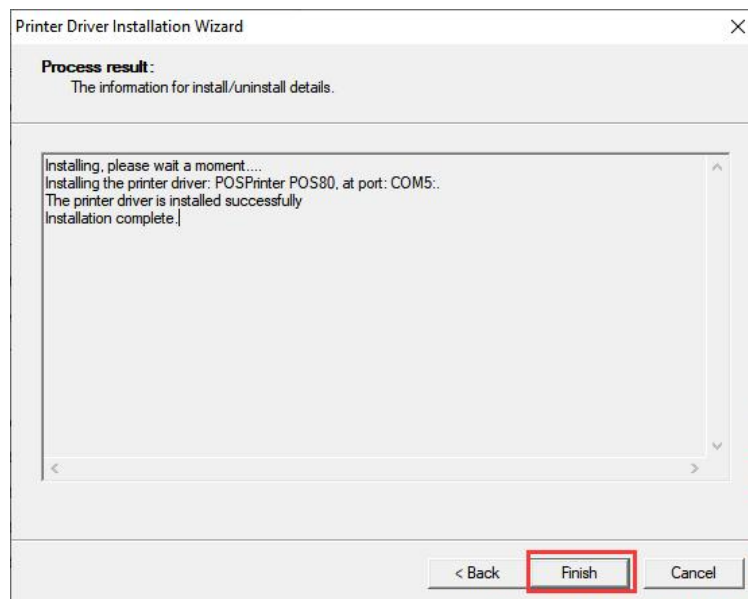 Printer Driver Installation Wizard
Process result:
The information for install/uninstall details.
Installing, please wait a moment....
Installing the printer driver: POSPrinter POS80, at port: COM5:.
The printer driver is installed successfully
Installation complete.
< Back
Finish
Cancel